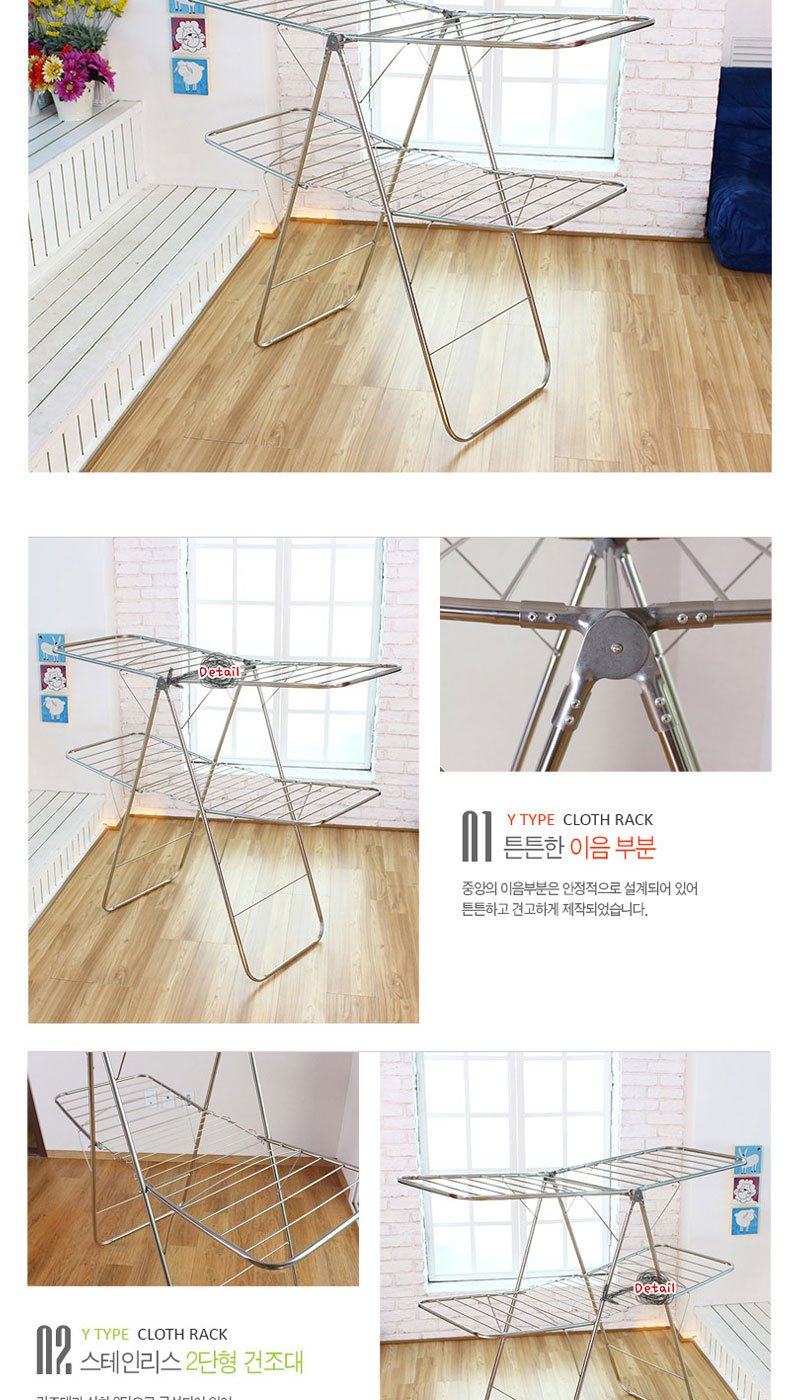 Detail
01
Y TYPE CLOTH RACK
튼튼한 이음 부분
중앙의 이음부분은 안정적으로 설계되어 있어
튼튼하고 견고하게 제작되었습니다.
Detail
02
Y TYPE CLOTH RACK
스테인리스 2단형 건조대